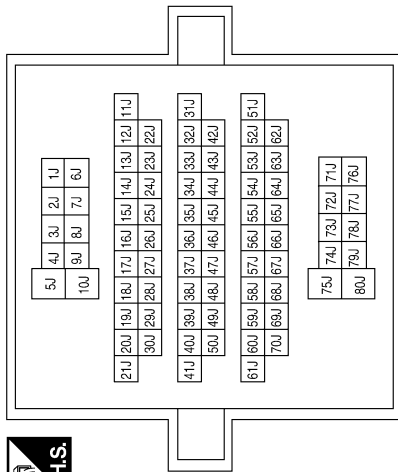 5J 4J 3J 2J 1J
10J 9J 8J 7J 6J
21J 20J 19J 18J 17J 16J 15J 14J 13J 12J 11J
30J 29J 28J 27J 26J 25J 24J 23J 22J
41J 40J 39J 38J 37J 36J 35J 34J 33J 32J 31J
50J 49J 48J 47J 46J 45J 44J 43J 42J
61J 60J 59J 58J 57J 56J 55J 54J 53J 52J 51J
70J 69J 68J 67J 66J 65J 64J 63J 62J
75J 74J 73J 72J 71J
80J 79J 78J 77J 76J
H.S.